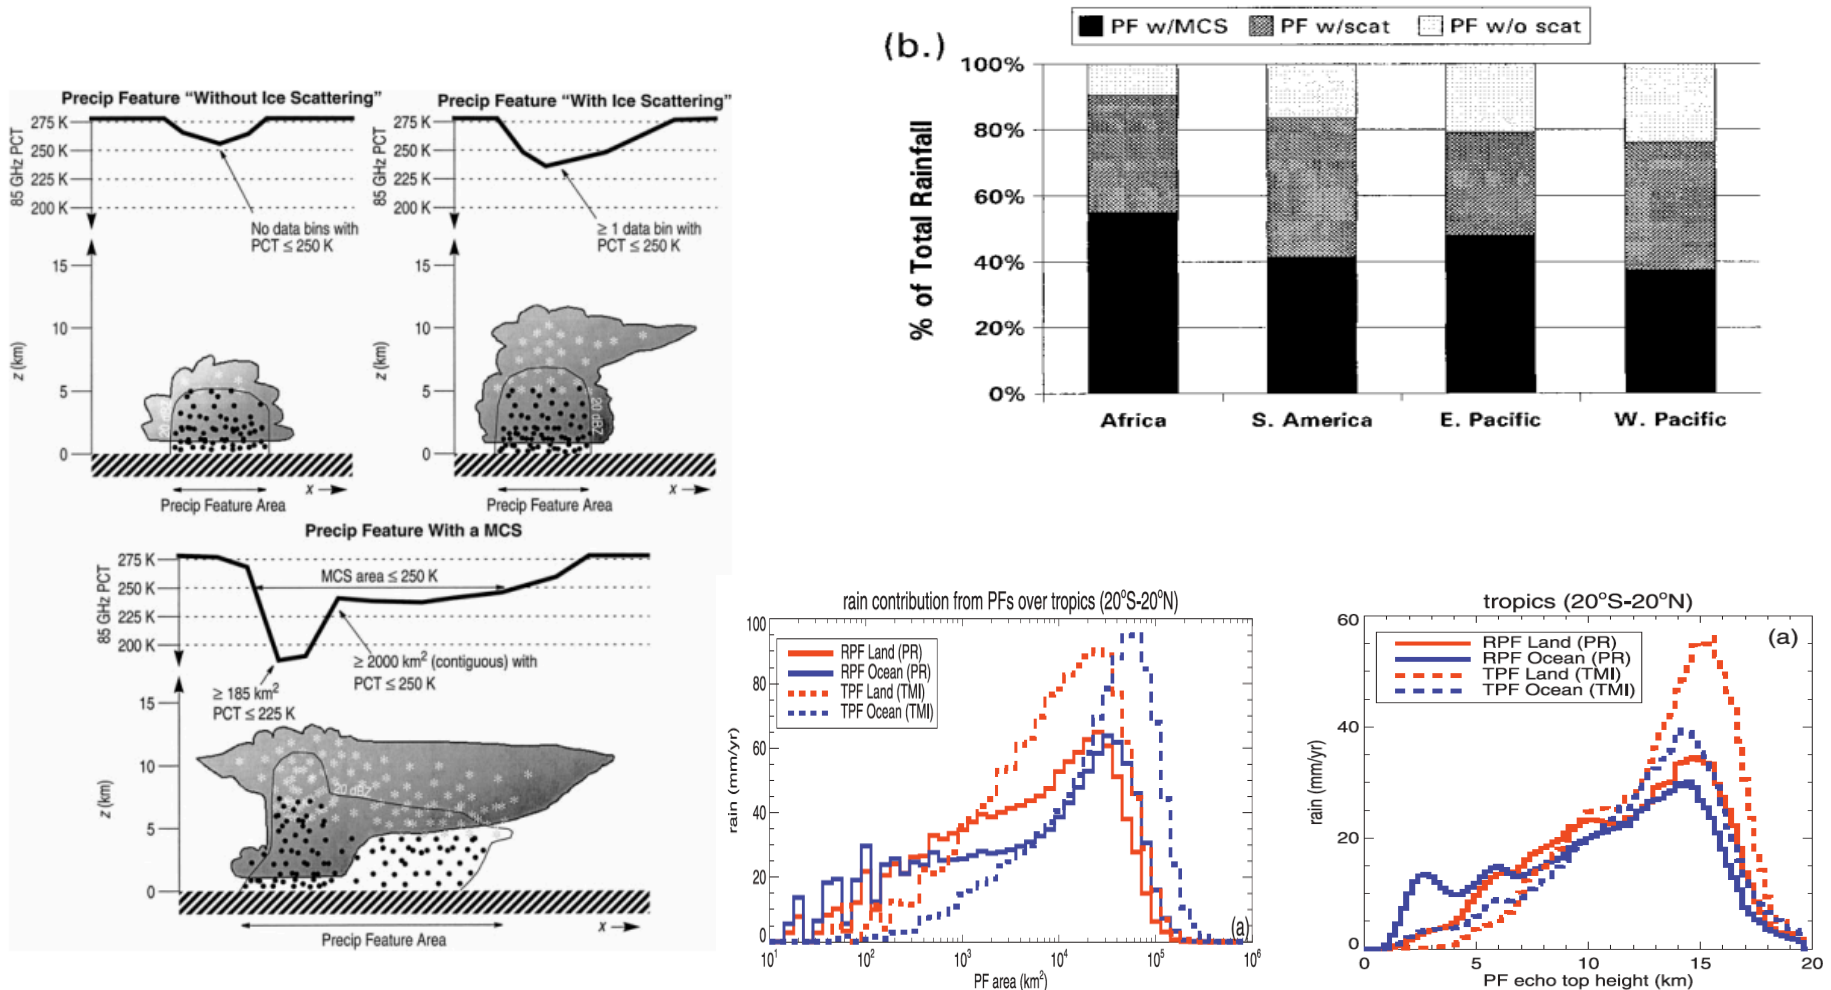 Precip Feature "Without Ice Scattering"
275 K
250 K
225 K
200 K
85 GHz PCT
No data bins with
PCT ≤ 250 K
15
10
5
0
z (km)
20 dBZ
x
Precip Feature Area
Precip Feature "With Ice Scattering"
275 K
250 K
225 K
200 K
85 GHz PCT
≥ 1 data bin with
PCT ≤ 250 K
15
10
5
0
z (km)
20 dBZ
x
Precip Feature Area
Precip Feature With a MCS
275 K
250 K
225 K
200 K
85 GHz PCT
MCS area ≤ 250 K
≥ 2000 km² (contiguous) with
PCT ≤ 250 K
≥ 185 km²
PCT ≤ 225 K
15
10
5
0
z (km)
20 dBZ
x
Precip Feature Area
(b.)
PF w/MCS PF w/scat PF w/o scat
100%
80%
60%
40%
20%
0%
% of Total Rainfall
Africa S. America E. Pacific W. Pacific
rain contribution from PFs over tropics (20°S-20°N)
RPF Land (PR)
RPF Ocean (PR)
TPF Land (TMI)
TPF Ocean (TMI)
100
80
60
40
20
0
rain (mm/yr)
(a)
10¹ 10² 10³ 10⁴ 10⁵ 10⁶
PF area (km²)
tropics (20°S-20°N)
(a)
RPF Land (PR)
RPF Ocean (PR)
TPF Land (TMI)
TPF Ocean (TMI)
60
40
20
0
rain (mm/yr)
0 5 10 15 20
PF echo top height (km)